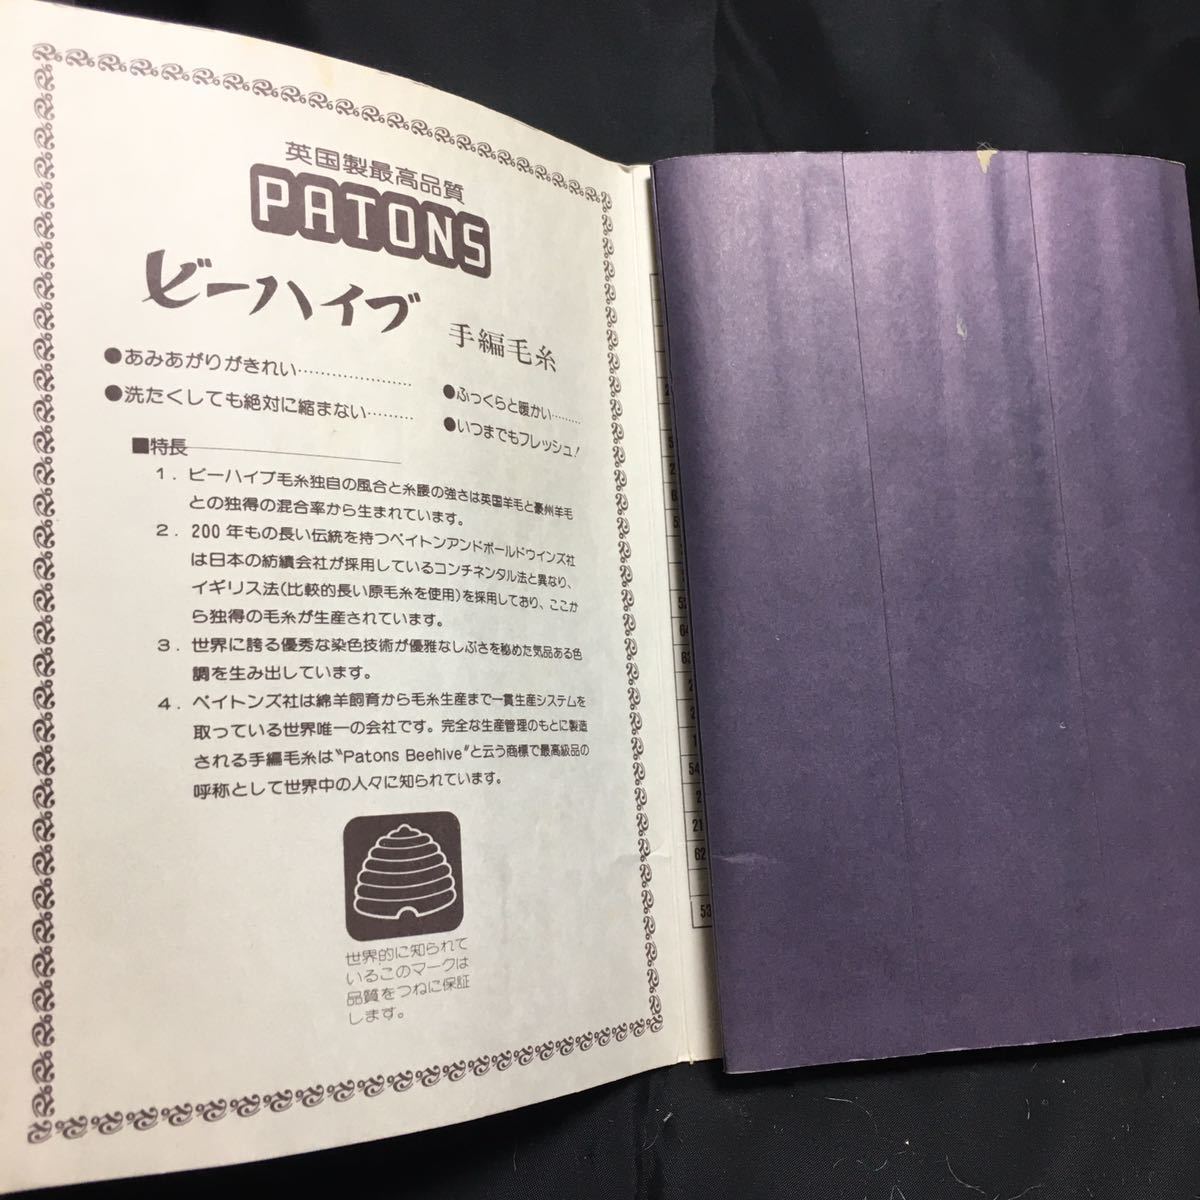 英国製最高品質
PATONS
ビーハイブ
手編毛糸
●あみあがりがきれい…………………
●洗たくしても絶対に縮まない………
●ふっくらと暖かい………
●いつまでもフレッシュ!
■特長
1. ビーハイブ毛糸独自の風合と糸腰の強さは英国羊毛と豪州羊毛
との独得の混合率から生まれています。
2. 200年もの長い伝統を持つペイトンアンドボールドウインズ社
は日本の紡績会社が採用しているコンチネンタル法と異なり、
イギリス法(比較的長い原毛糸を使用)を採用しており、ここか
ら独得の毛糸が生産されています。
3. 世界に誇る優秀な染色技術が優雅なしぶさを秘めた気品ある色
調を生み出しています。
4. ペイトンズ社は綿羊飼育から毛糸生産まで一貫生産システムを
取っている世界唯一の会社です。完全な生産管理のもとに製造
される手編毛糸は“Patons Beehive”と云う商標で最高級品の
呼称として世界中の人々に知られています。
世界的に知られて
いるこのマークは
品質をつねに保証
します。
54
21
62
53